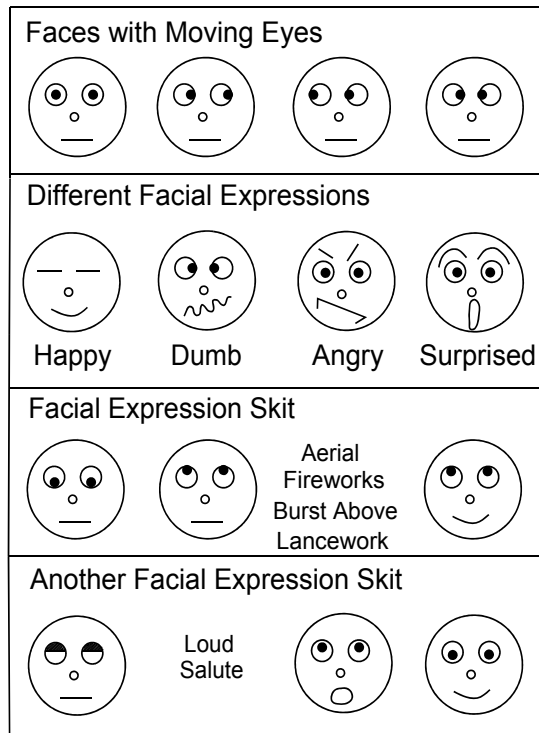 Faces with Moving Eyes
Different Facial Expressions
Happy Dumb Angry Surprised
Facial Expression Skit
Aerial
Fireworks
Burst Above
Lancework
Another Facial Expression Skit
Loud
Salute